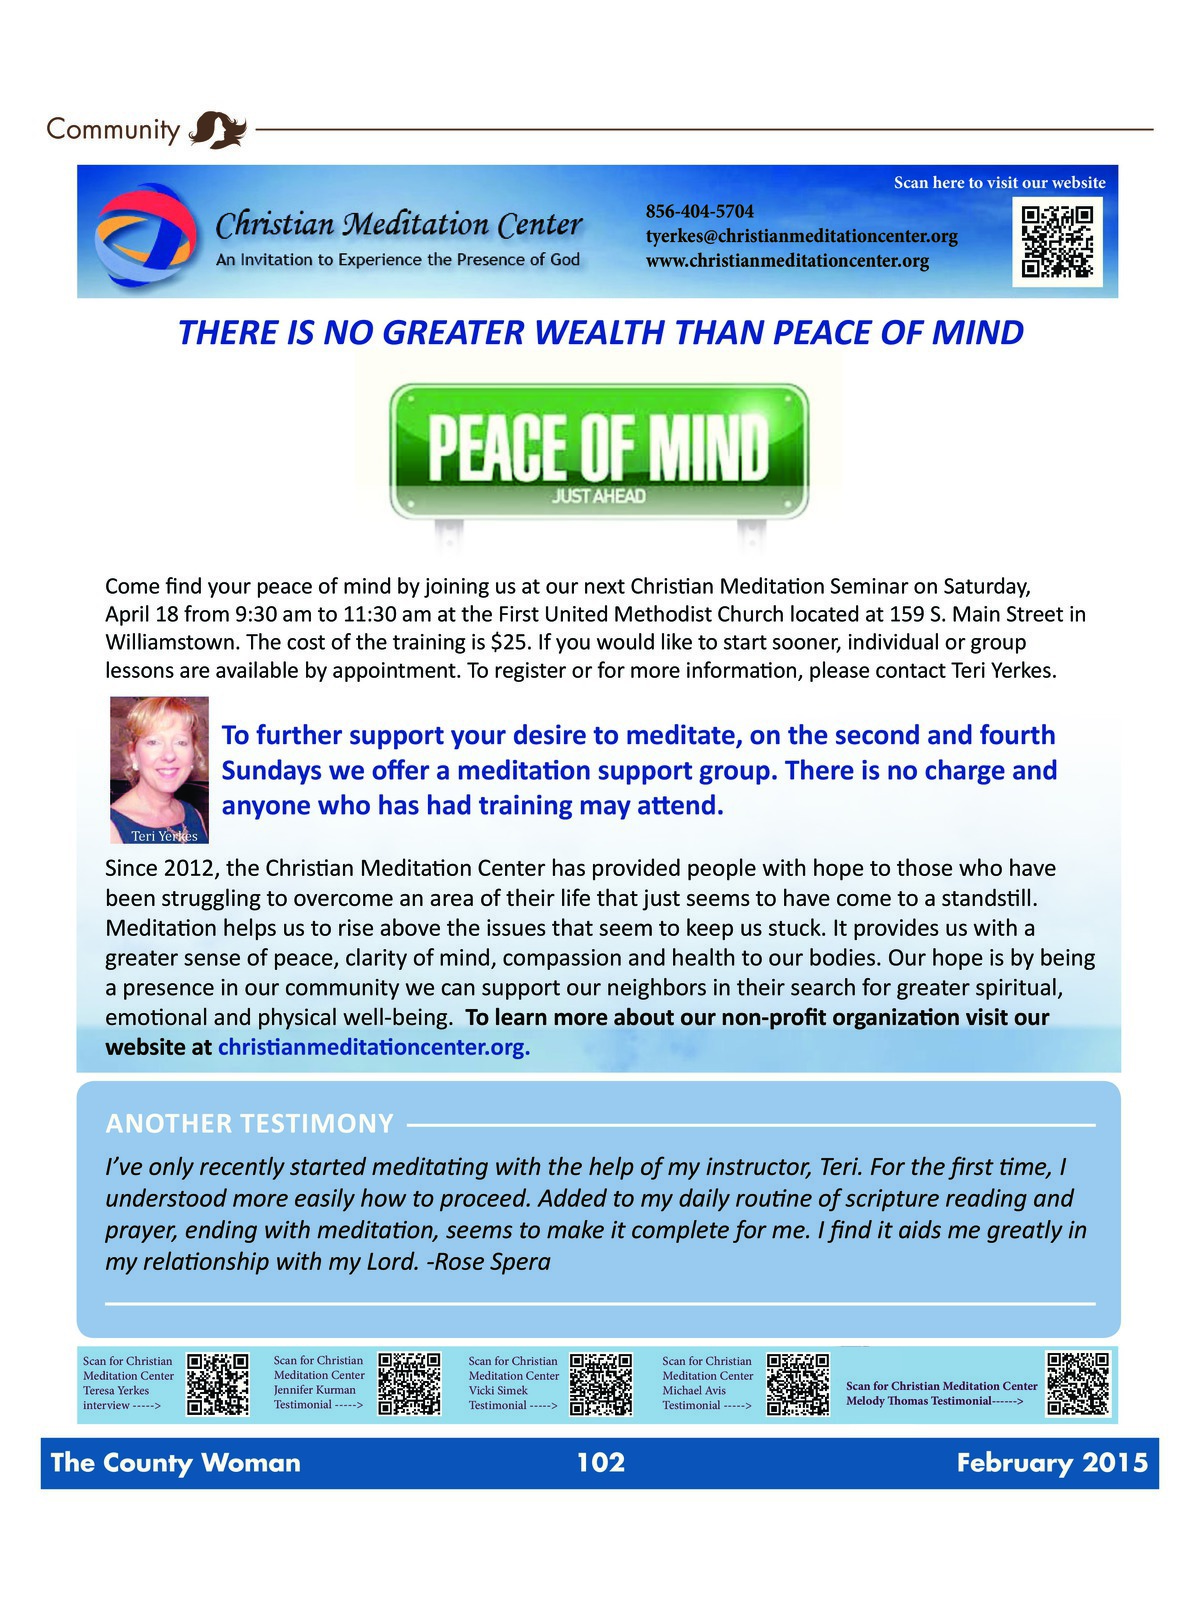 Community
Scan here to visit our website
Christian Meditation Center
An Invitation to Experience the Presence of God
856-404-5704
tyerkes@christianmeditationcenter.org
www.christianmeditationcenter.org
THERE IS NO GREATER WEALTH THAN PEACE OF MIND
PEACE OF MIND
JUST AHEAD
Come find your peace of mind by joining us at our next Christian Meditation Seminar on Saturday,
April 18 from 9:30 am to 11:30 am at the First United Methodist Church located at 159 S. Main Street in
Williamstown. The cost of the training is $25. If you would like to start sooner, individual or group
lessons are available by appointment. To register or for more information, please contact Teri Yerkes.
Teri Yerkes
To further support your desire to meditate, on the second and fourth
Sundays we offer a meditation support group. There is no charge and
anyone who has had training may attend.
Since 2012, the Christian Meditation Center has provided people with hope to those who have
been struggling to overcome an area of their life that just seems to have come to a standstill.
Meditation helps us to rise above the issues that seem to keep us stuck. It provides us with a
greater sense of peace, clarity of mind, compassion and health to our bodies. Our hope is by being
a presence in our community we can support our neighbors in their search for greater spiritual,
emotional and physical well-being.  To learn more about our non-profit organization visit our
website at christianmeditationcenter.org.
ANOTHER TESTIMONY
I’ve only recently started meditating with the help of my instructor, Teri. For the first time, I
understood more easily how to proceed. Added to my daily routine of scripture reading and
prayer, ending with meditation, seems to make it complete for me. I find it aids me greatly in
my relationship with my Lord. -Rose Spera
Scan for Christian
Meditation Center
Teresa Yerkes
interview ----->
Scan for Christian
Meditation Center
Jennifer Kurman
Testimonial ----->
Scan for Christian
Meditation Center
Vicki Simek
Testimonial ----->
Scan for Christian
Meditation Center
Michael Avis
Testimonial ----->
Scan for Christian Meditation Center
Melody Thomas Testimonial------>
The County Woman
102
February 2015